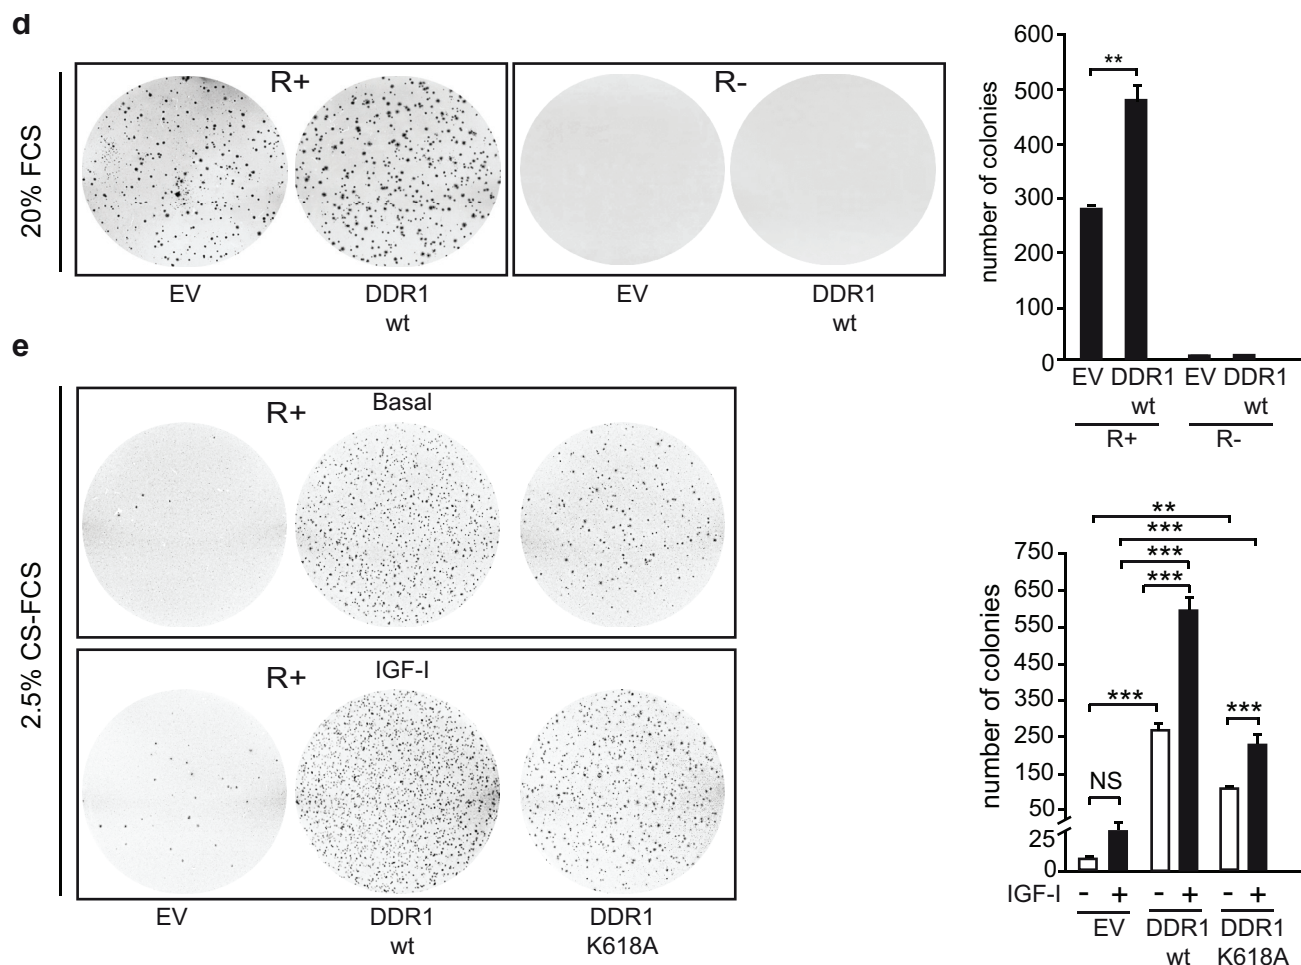 d
20% FCS
R+
R-
EV
DDR1
wt
EV
DDR1
wt
number of colonies
600
500
400
300
200
100
0
**
EV DDR1 EV DDR1
wt wt
R+ R-
e
2.5% CS-FCS
R+ Basal
R+ IGF-I
EV
DDR1
wt
DDR1
K618A
number of colonies
**
***
***
***
***
***
NS
750
650
550
450
350
250
150
50
25
0
IGF-I - + - + - +
EV DDR1 DDR1
wt K618A